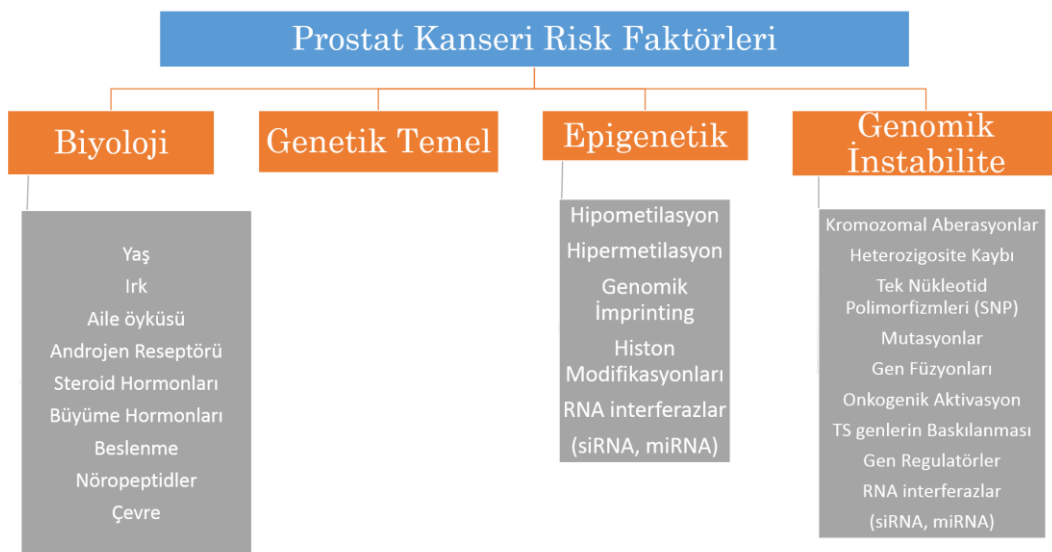 Prostat Kanseri Risk Faktörleri
Biyoloji
Yaş
Irk
Aile öyküsü
Androjen Reseptörü
Steroid Hormonları
Büyüme Hormonları
Beslenme
Nöropeptidler
Çevre
Genetik Temel
Epigenetik
Hipometilasyon
Hipermetilasyon
Genomik
İmprinting
Histon
Modifikasyonları
RNA interferazlar
(siRNA, miRNA)
Genomik
İnstabilite
Kromozomal Aberasyonlar
Heterozigosite Kaybı
Tek Nükleotid
Polimorfizmleri (SNP)
Mutasyonlar
Gen Füzyonları
Onkogenik Aktivasyon
TS genlerin Baskılanması
Gen Regulatörler
RNA interferazlar
(siRNA, miRNA)